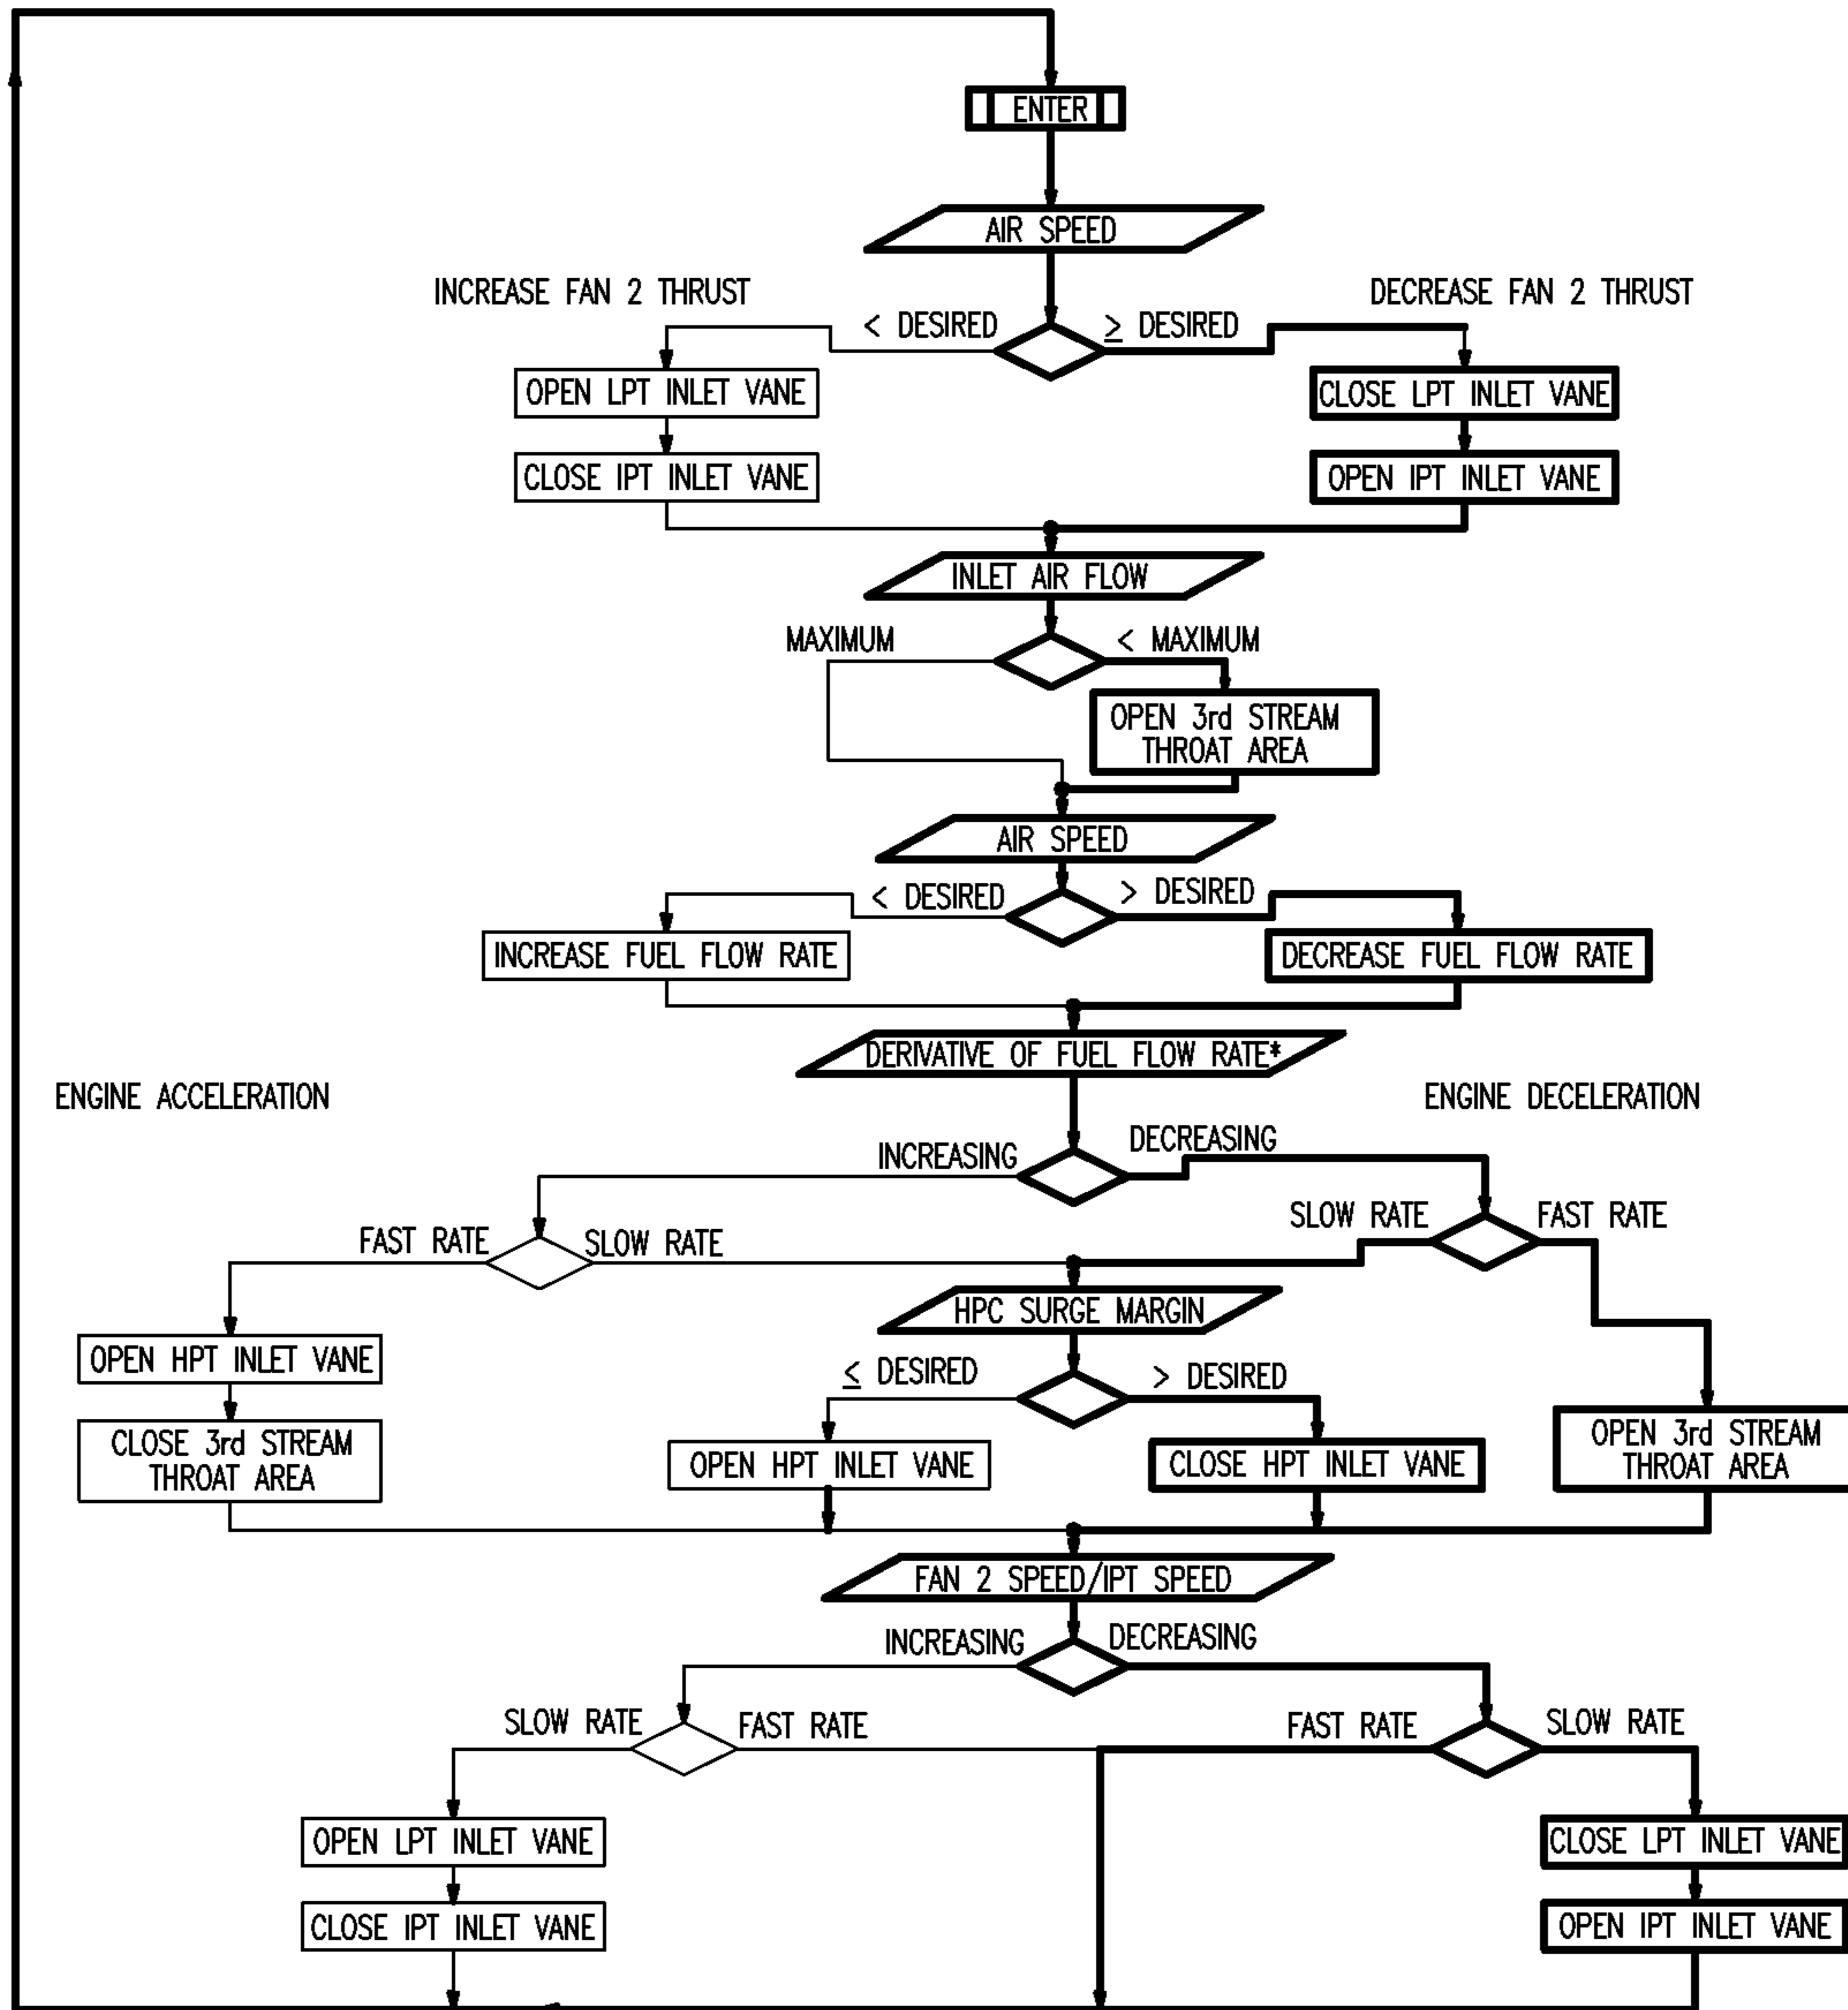 ENTER
AIR SPEED
INCREASE FAN 2 THRUST
DECREASE FAN 2 THRUST
< DESIRED
≥ DESIRED
OPEN LPT INLET VANE
CLOSE LPT INLET VANE
CLOSE IPT INLET VANE
OPEN IPT INLET VANE
INLET AIR FLOW
MAXIMUM
< MAXIMUM
OPEN 3rd STREAM
THROAT AREA
AIR SPEED
< DESIRED
> DESIRED
INCREASE FUEL FLOW RATE
DECREASE FUEL FLOW RATE
DERIVATIVE OF FUEL FLOW RATE*
ENGINE ACCELERATION
ENGINE DECELERATION
INCREASING
DECREASING
FAST RATE
SLOW RATE
SLOW RATE
FAST RATE
HPC SURGE MARGIN
OPEN HPT INLET VANE
≤ DESIRED
> DESIRED
CLOSE 3rd STREAM
THROAT AREA
OPEN HPT INLET VANE
CLOSE HPT INLET VANE
OPEN 3rd STREAM
THROAT AREA
FAN 2 SPEED/IPT SPEED
INCREASING
DECREASING
SLOW RATE
FAST RATE
FAST RATE
SLOW RATE
OPEN LPT INLET VANE
CLOSE LPT INLET VANE
CLOSE IPT INLET VANE
OPEN IPT INLET VANE